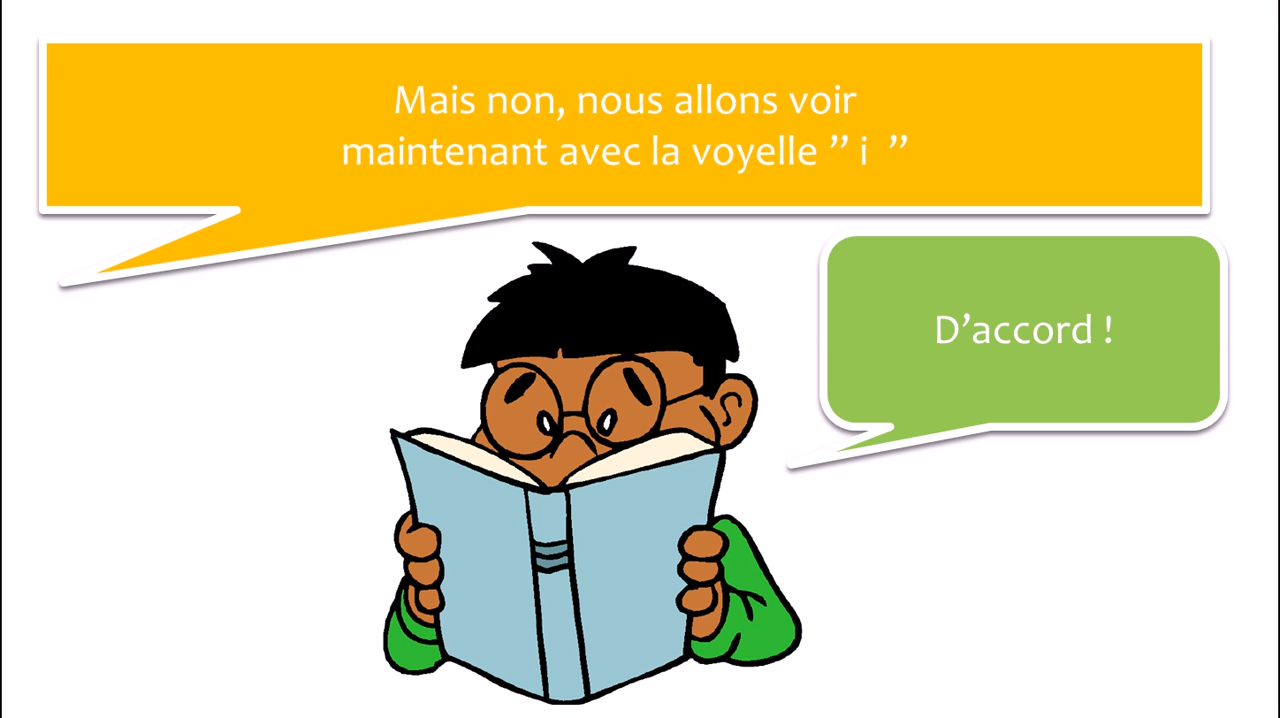 Mais non, nous allons voir
maintenant avec la voyelle ” i  ”
D’accord !